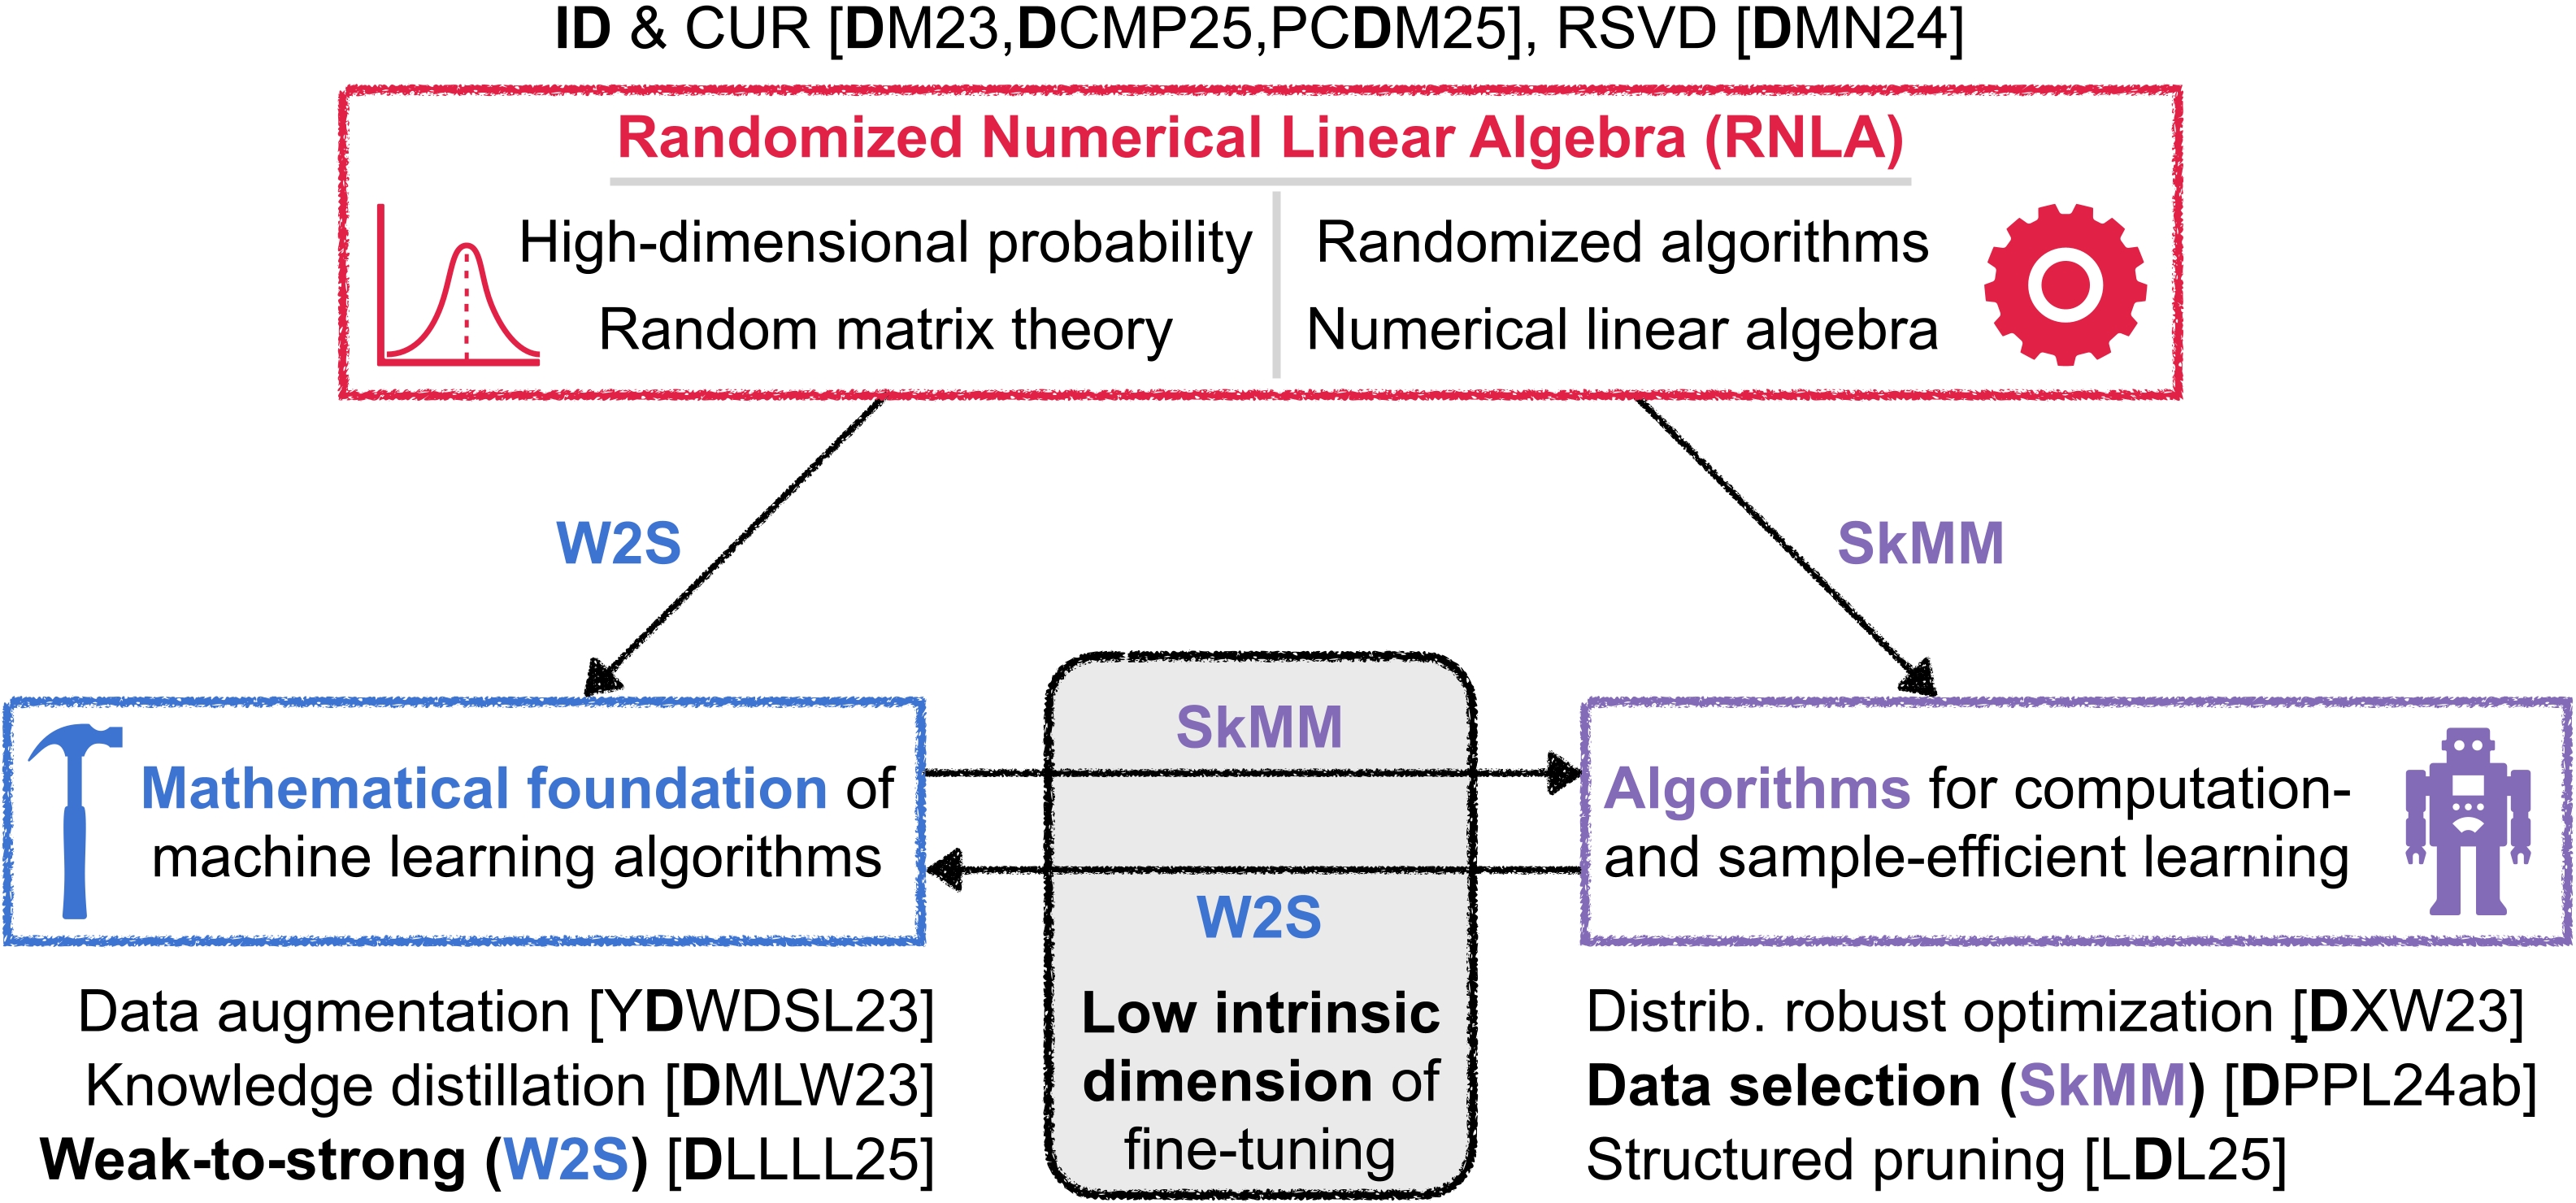 ID & CUR [DM23,DCMP25,PCDM25], RSVD [DMN24]
Randomized Numerical Linear Algebra (RNLA)
High-dimensional probability
Random matrix theory
Randomized algorithms
Numerical linear algebra
W2S
SkMM
Mathematical foundation of
machine learning algorithms
SkMM
W2S
Low intrinsic
dimension of
fine-tuning
Algorithms for computation-
and sample-efficient learning
Data augmentation [YDWDSL23]
Knowledge distillation [DMLW23]
Weak-to-strong (W2S) [DLLLL25]
Distrib. robust optimization [DXW23]
Data selection (SkMM) [DPPL24ab]
Structured pruning [LDL25]